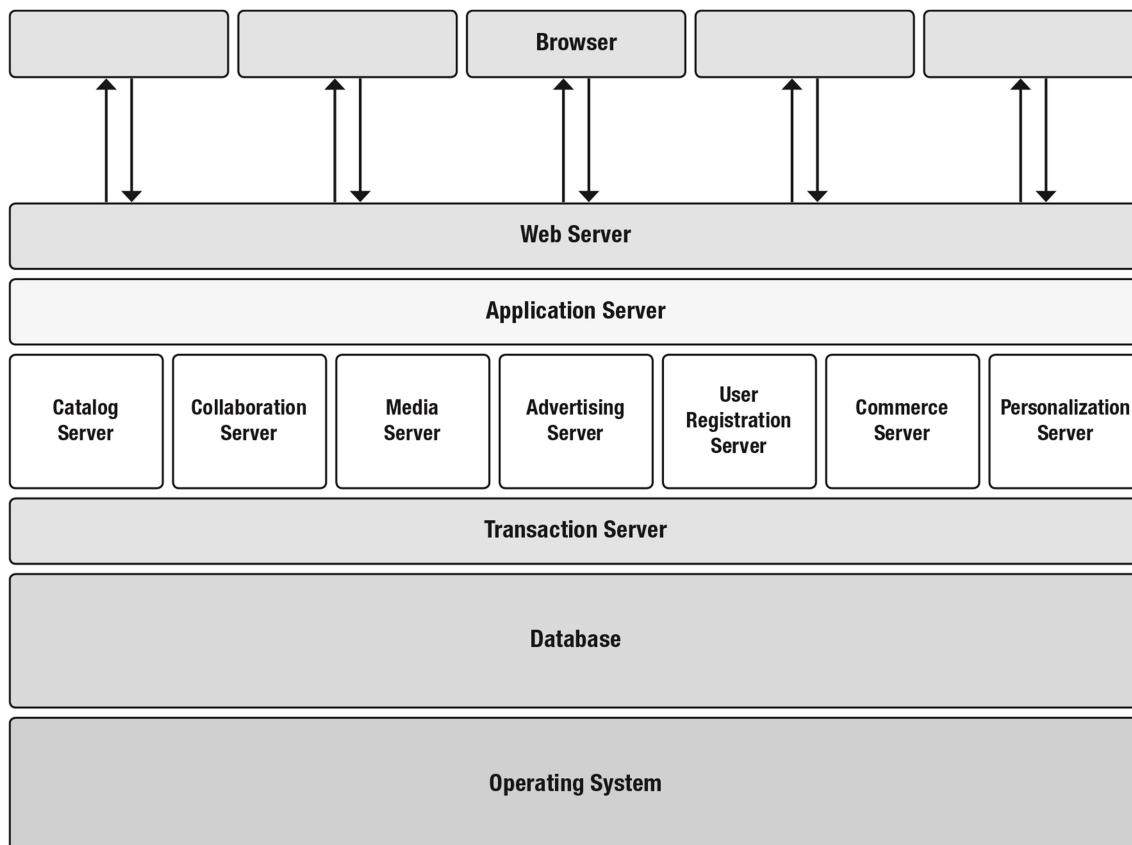 Browser
Web Server
Application Server
Catalog
Server
Collaboration
Server
Media
Server
Advertising
Server
User
Registration
Server
Commerce
Server
Personalization
Server
Transaction Server
Database
Operating System